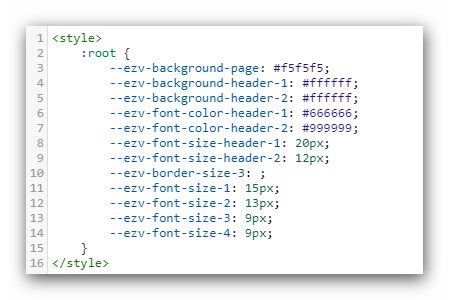 1 <style>
2 :root {
3 --ezv-background-page: #f5f5f5;
4 --ezv-background-header-1: #ffffff;
5 --ezv-background-header-2: #ffffff;
6 --ezv-font-color-header-1: #666666;
7 --ezv-font-color-header-2: #999999;
8 --ezv-font-size-header-1: 20px;
9 --ezv-font-size-header-2: 12px;
10 --ezv-border-size-3: ;
11 --ezv-font-size-1: 15px;
12 --ezv-font-size-2: 13px;
13 --ezv-font-size-3: 9px;
14 --ezv-font-size-4: 9px;
15 }
16 </style>